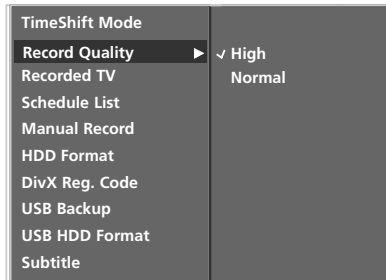 TimeShift Mode
Record Quality
High
Recorded TV
Normal
Schedule List
Manual Record
HDD Format
DivX Reg. Code
USB Backup
USB HDD Format
Subtitle